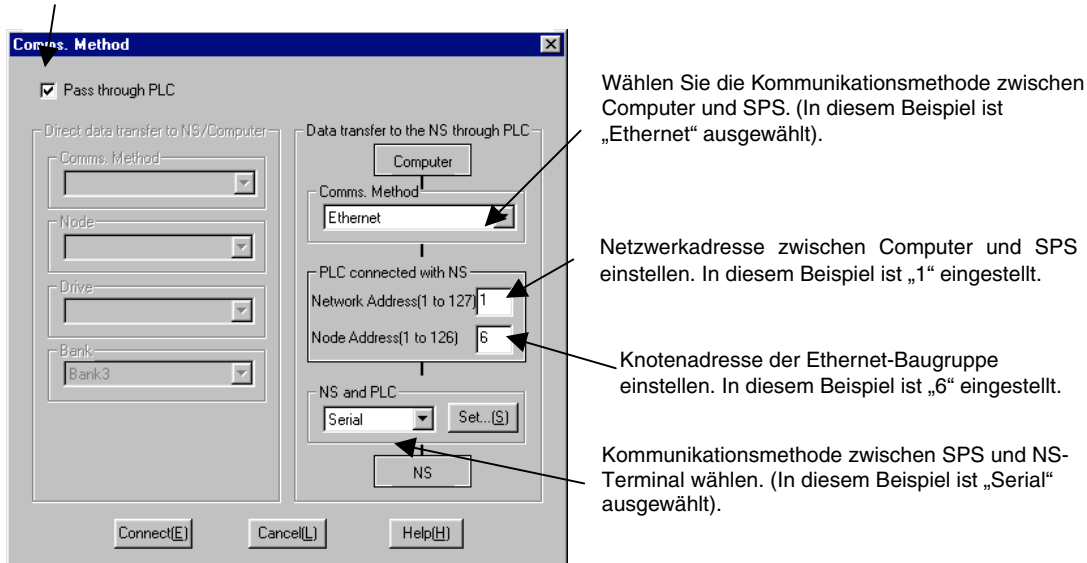 Comms. Method
Pass through PLC
Direct data transfer to NS/Computer
Comms. Method
Node
Drive
Bank
Bank3
Data transfer to the NS through PLC
Computer
Comms. Method
Ethernet
PLC connected with NS
Network Address(1 to 127) 1
Node Address(1 to 126) 6
NS and PLC
Serial
Set...(S)
NS
Connect(E)
Cancel(L)
Help(H)
Wählen Sie die Kommunikationsmethode zwischen
Computer und SPS. (In diesem Beispiel ist
„Ethernet“ ausgewählt).
Netzwerkadresse zwischen Computer und SPS
einstellen. In diesem Beispiel ist „1“ eingestellt.
Knotenadresse der Ethernet-Baugruppe
einstellen. In diesem Beispiel ist „6“ eingestellt.
Kommunikationsmethode zwischen SPS und NS-
Terminal wählen. (In diesem Beispiel ist „Serial“
ausgewählt).